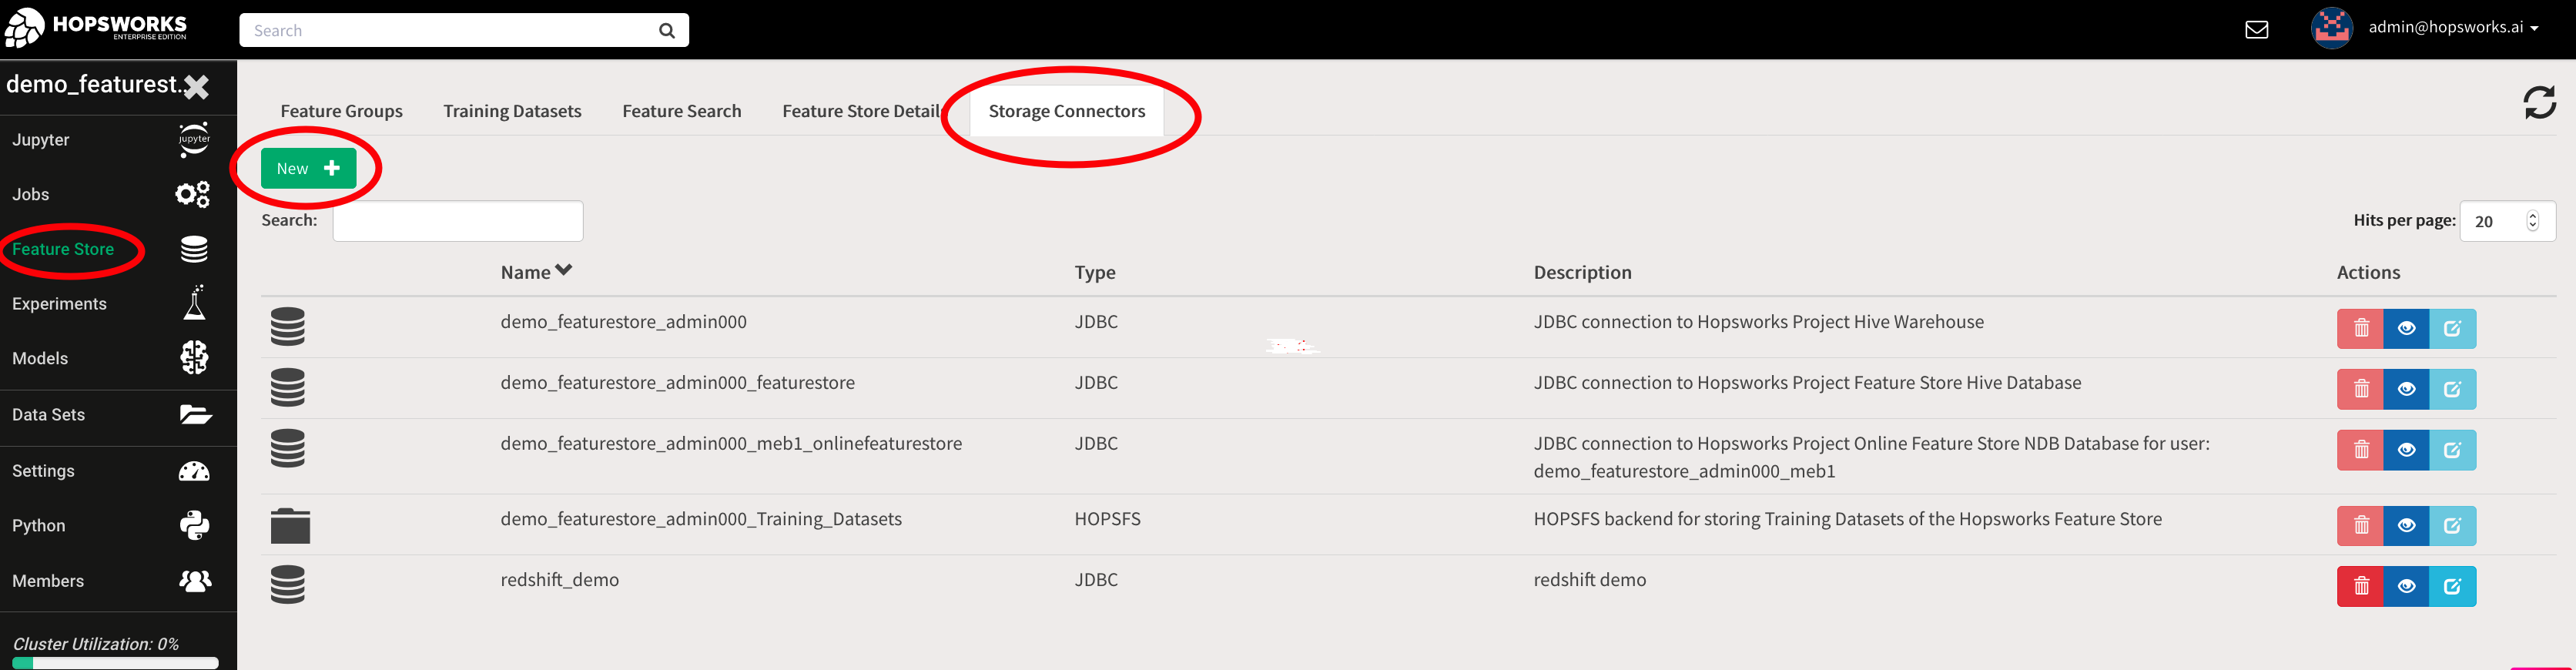 HOPSWORKS
ENTERPRISE EDITION
Search
admin@hopsworks.ai
demo_featurest..
Jupyter
jupyter
Jobs
Feature Store
Experiments
Models
Data Sets
Settings
Python
Members
Cluster Utilization: 0%
Feature Groups Training Datasets Feature Search Feature Store Details Storage Connectors
New
Search:
Hits per page: 20
Name Type Description Actions
demo_featurestore_admin000 JDBC JDBC connection to Hopsworks Project Hive Warehouse
demo_featurestore_admin000_featurestore JDBC JDBC connection to Hopsworks Project Feature Store Hive Database
demo_featurestore_admin000_meb1_onlinefeaturestore JDBC JDBC connection to Hopsworks Project Online Feature Store NDB Database for user:
demo_featurestore_admin000_meb1
demo_featurestore_admin000_Training_Datasets HOPSFS HOPSFS backend for storing Training Datasets of the Hopsworks Feature Store
redshift_demo JDBC redshift demo